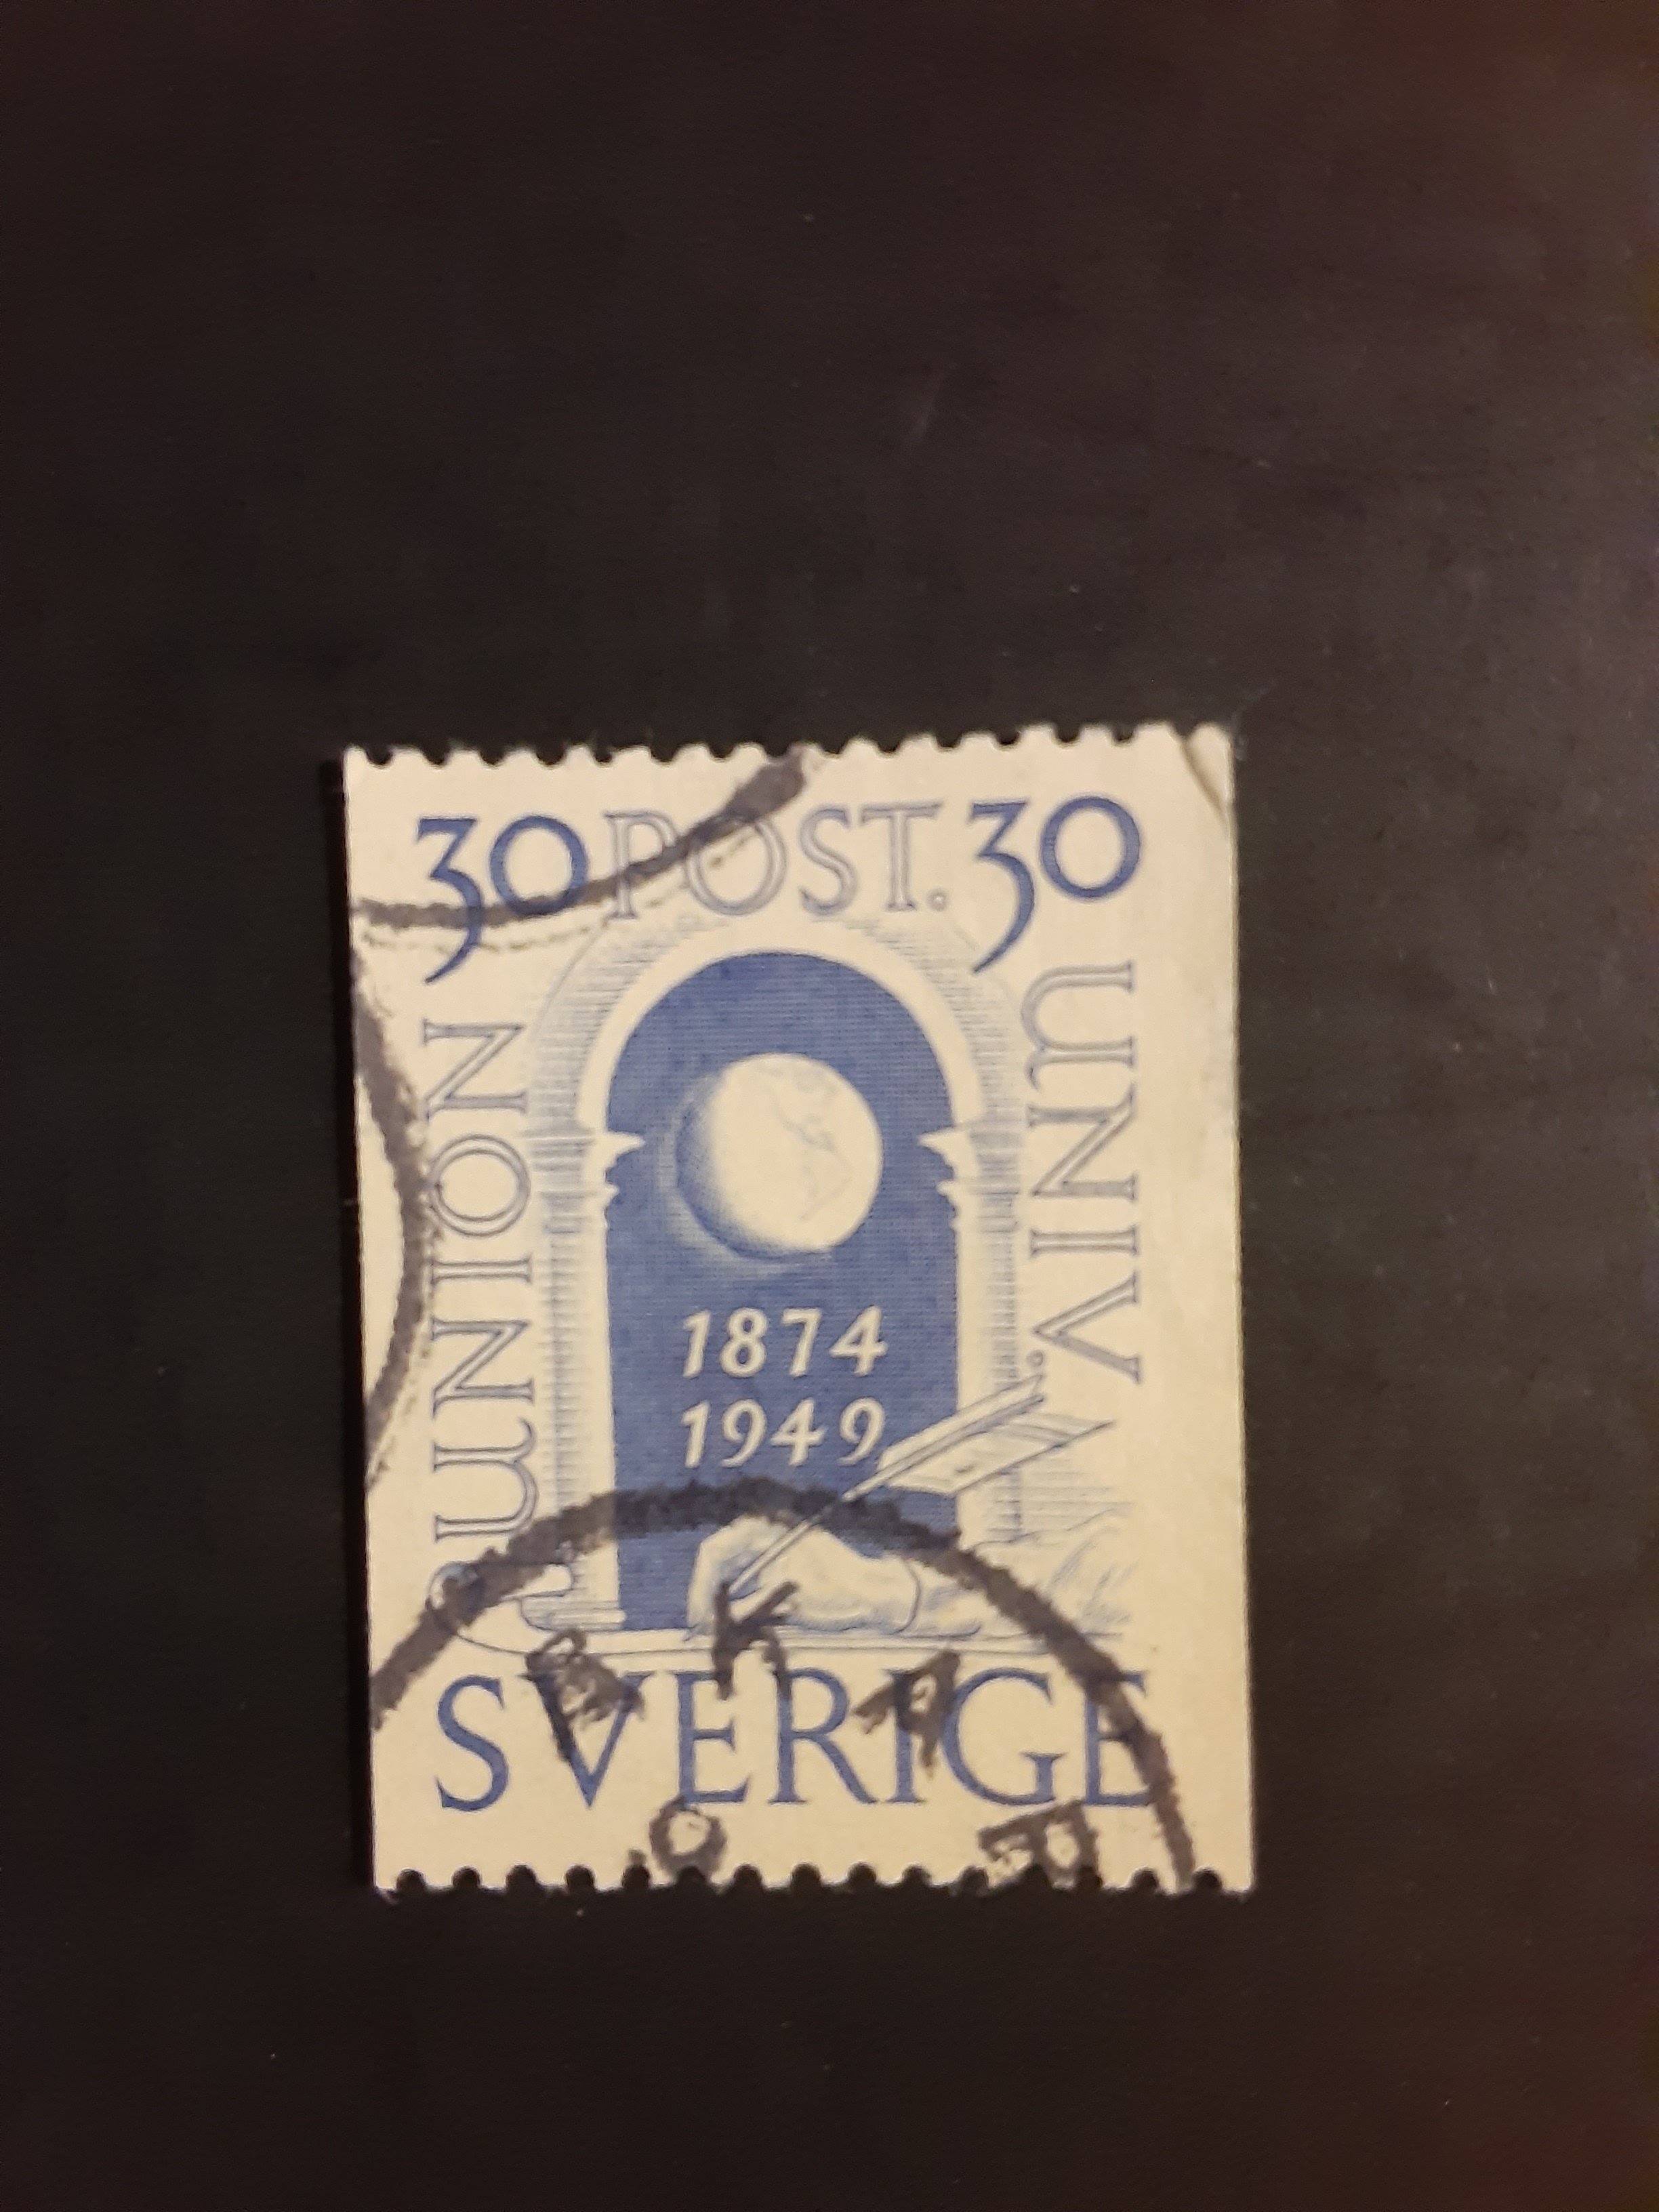 30 POST. 30
UNIV.
UNION
1874
1949
SVERIGE